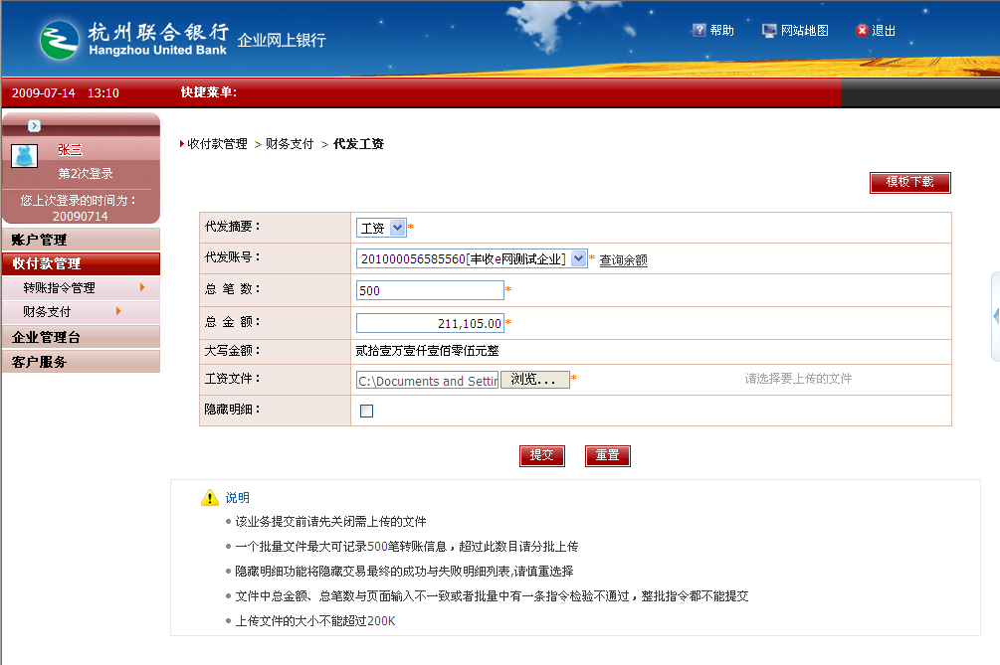 杭州联合银行 企业网上银行
Hangzhou United Bank
帮助 网站地图 退出
2009-07-14 13:10 快捷菜单:
张三
第2次登录
您上次登录的时间为：
20090714
账户管理
收付款管理
转账指令管理
财务支付
企业管理台
客户服务
收付款管理 > 财务支付 > 代发工资
模板下载
代发摘要： 工资 *
代发账号： 201000056585560[丰收e网测试企业] * 查询余额
总 笔 数： 500 *
总 金 额： 211,105.00 *
大写金额： 贰拾壹万壹仟壹佰零伍元整
工资文件： C:\Documents and Settin 浏览... * 请选择要上传的文件
隐藏明细：
提交 重置
说明
该业务提交前请先关闭需上传的文件
一个批量文件最大可记录500笔转账信息，超过此数目请分批上传
隐藏明细功能将隐藏交易最终的成功与失败明细列表,请慎重选择
文件中总金额、总笔数与页面输入不一致或者批量中有一条指令检验不通过，整批指令都不能提交
上传文件的大小不能超过200K